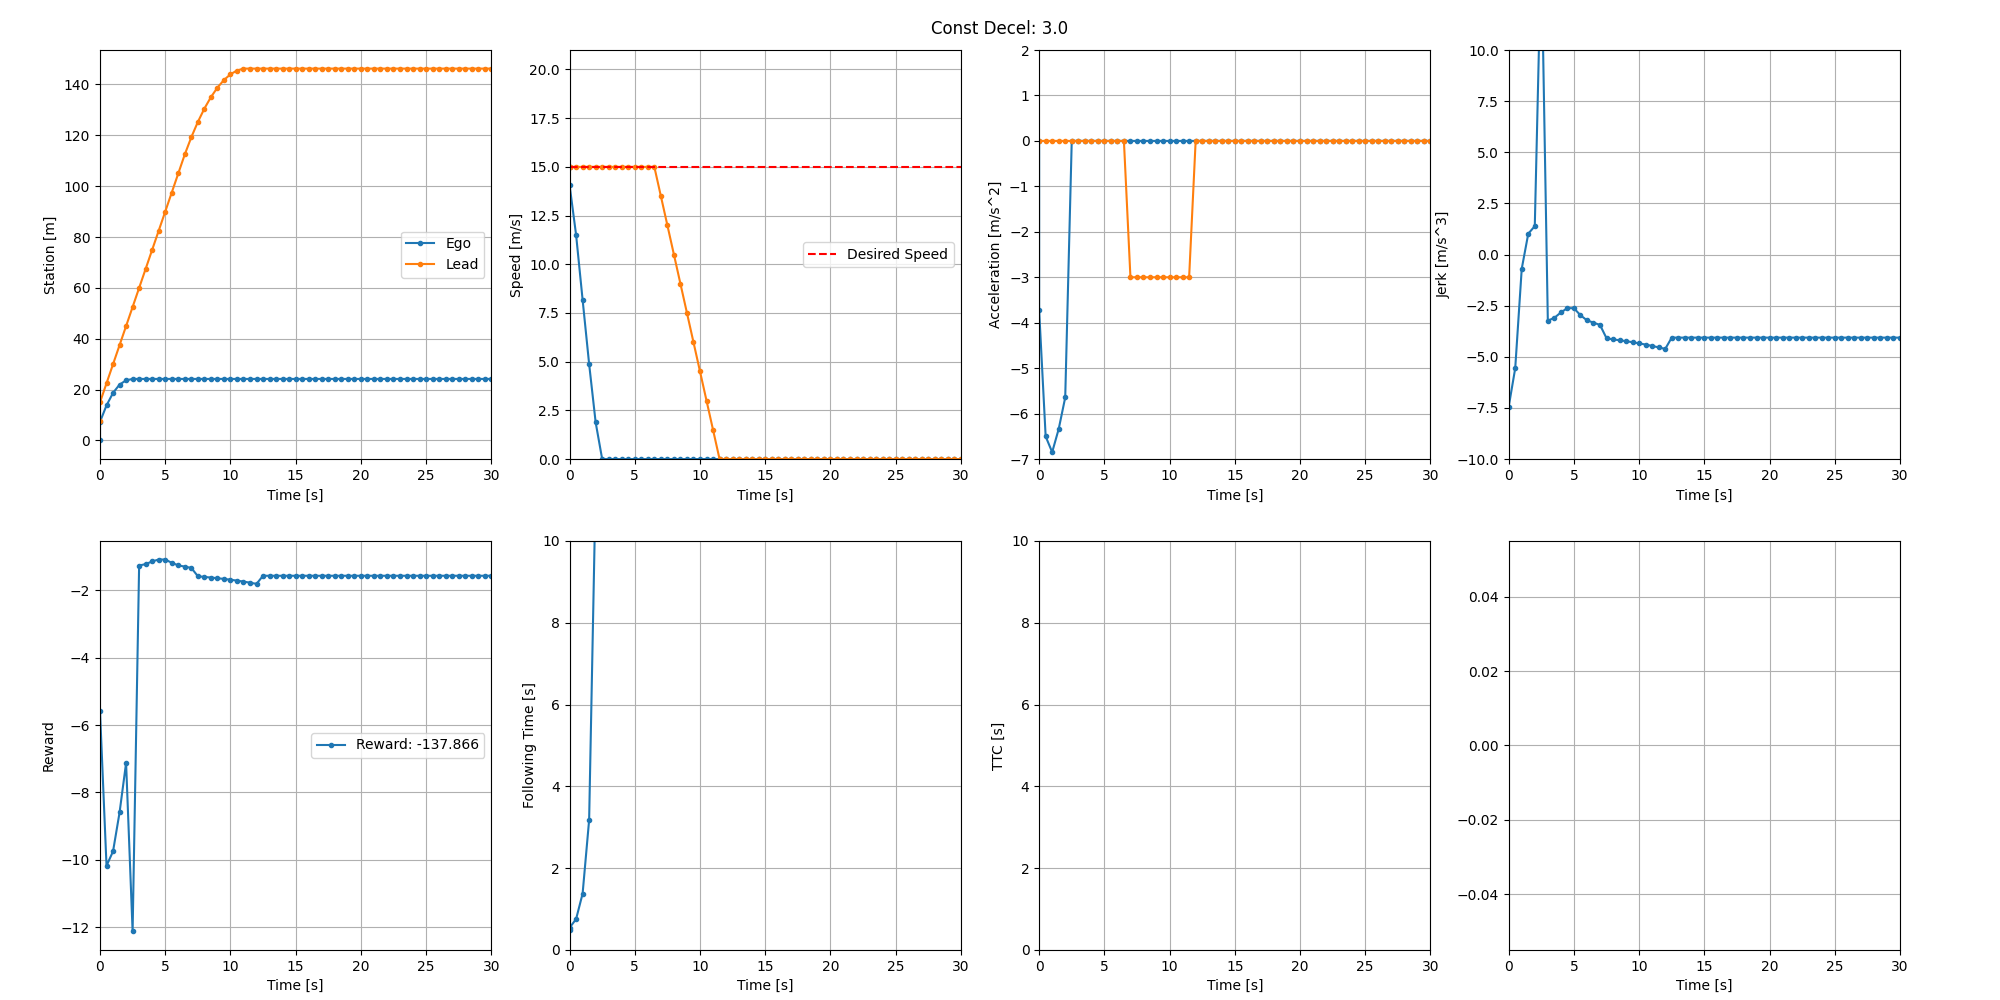 Const Decel: 3.0
140
120
100
80
60
40
20
0
Station [m]
Ego
Lead
0 5 10 15 20 25 30
Time [s]
20.0
17.5
15.0
12.5
10.0
7.5
5.0
2.5
0.0
Speed [m/s]
Desired Speed
0 5 10 15 20 25 30
Time [s]
2
1
0
−1
−2
−3
−4
−5
−6
−7
Acceleration [m/s^2]
0 5 10 15 20 25 30
Time [s]
10.0
7.5
5.0
2.5
0.0
−2.5
−5.0
−7.5
−10.0
Jerk [m/s^3]
0 5 10 15 20 25 30
Time [s]
−2
−4
−6
−8
−10
−12
Reward
Reward: -137.866
0 5 10 15 20 25 30
Time [s]
10
8
6
4
2
0
Following Time [s]
0 5 10 15 20 25 30
Time [s]
10
8
6
4
2
0
TTC [s]
0 5 10 15 20 25 30
Time [s]
0.04
0.02
0.00
−0.02
−0.04
0 5 10 15 20 25 30
Time [s]